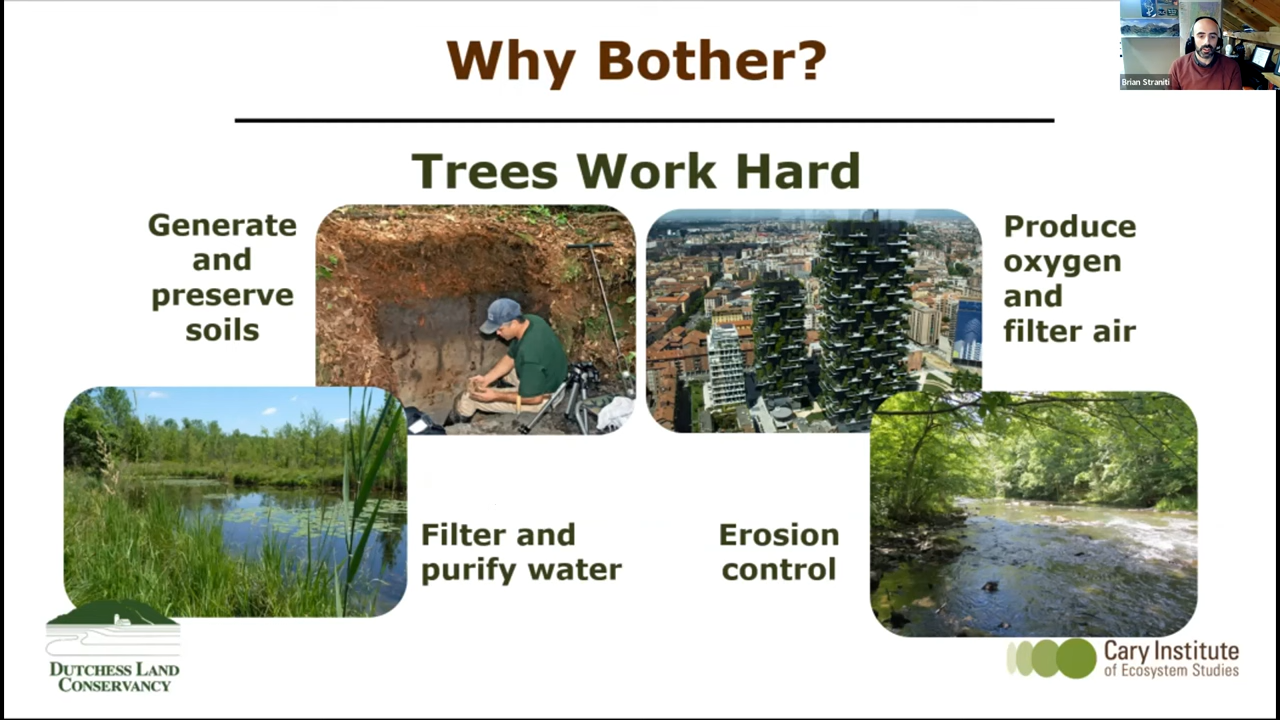 Why Bother?
Brian Straniti
Trees Work Hard
Generate
and
preserve
soils
Produce
oxygen
and
filter air
Filter and
purify water
Erosion
control
DUTCHESS LAND
CONSERVANCY
Cary Institute
of Ecosystem Studies